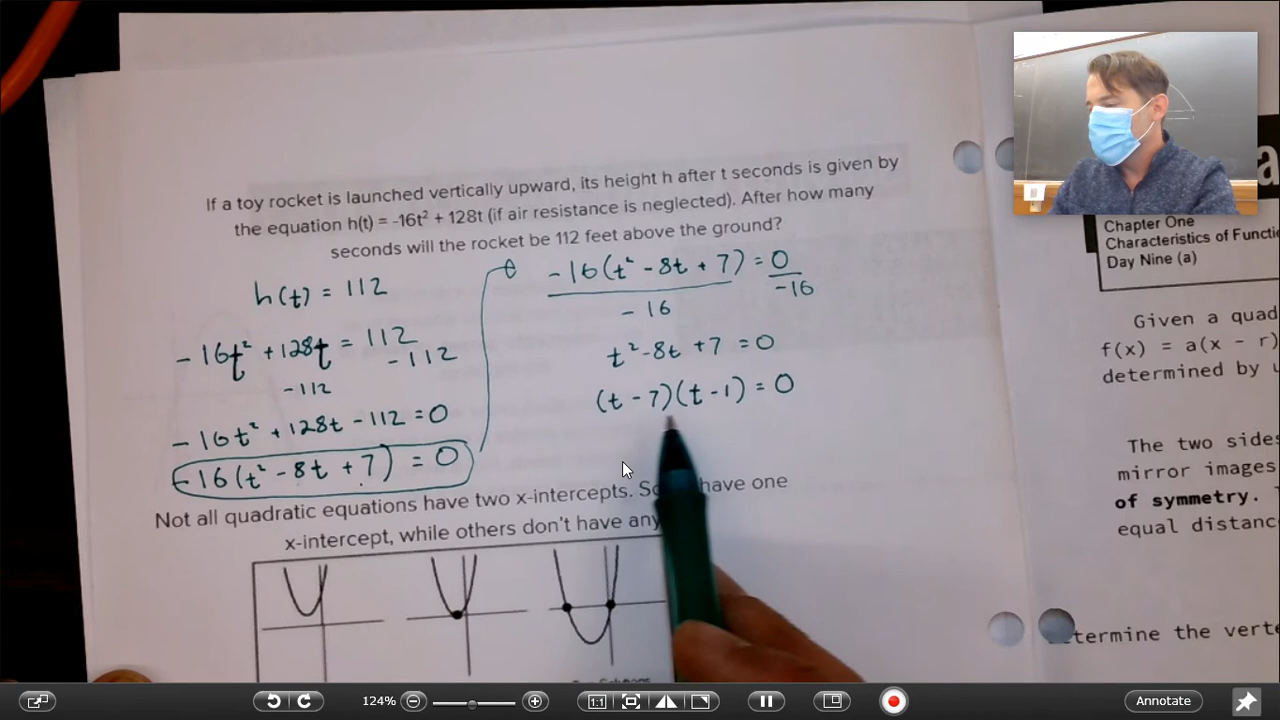 If a toy rocket is launched vertically upward, its height h after t seconds is given by
the equation h(t) = -16t² + 128t (if air resistance is neglected). After how many
seconds will the rocket be 112 feet above the ground?
h(t) = 112
-16t² + 128t = 112
-112 -112
-16t² + 128t - 112 = 0
-16(t² - 8t + 7) = 0
-16(t² - 8t + 7) = 0
-16 -16
t² - 8t + 7 = 0
(t - 7)(t - 1) = 0
Not all quadratic equations have two x-intercepts. have one
x-intercept, while others don't have any
Chapter One
Characteristics of Functi
Day Nine (a)
Given a quad
f(x) = a(x - r)
determined by
The two sides
mirror images
of symmetry.
equal distanc
termine the verte
124%
1:1
Annotate